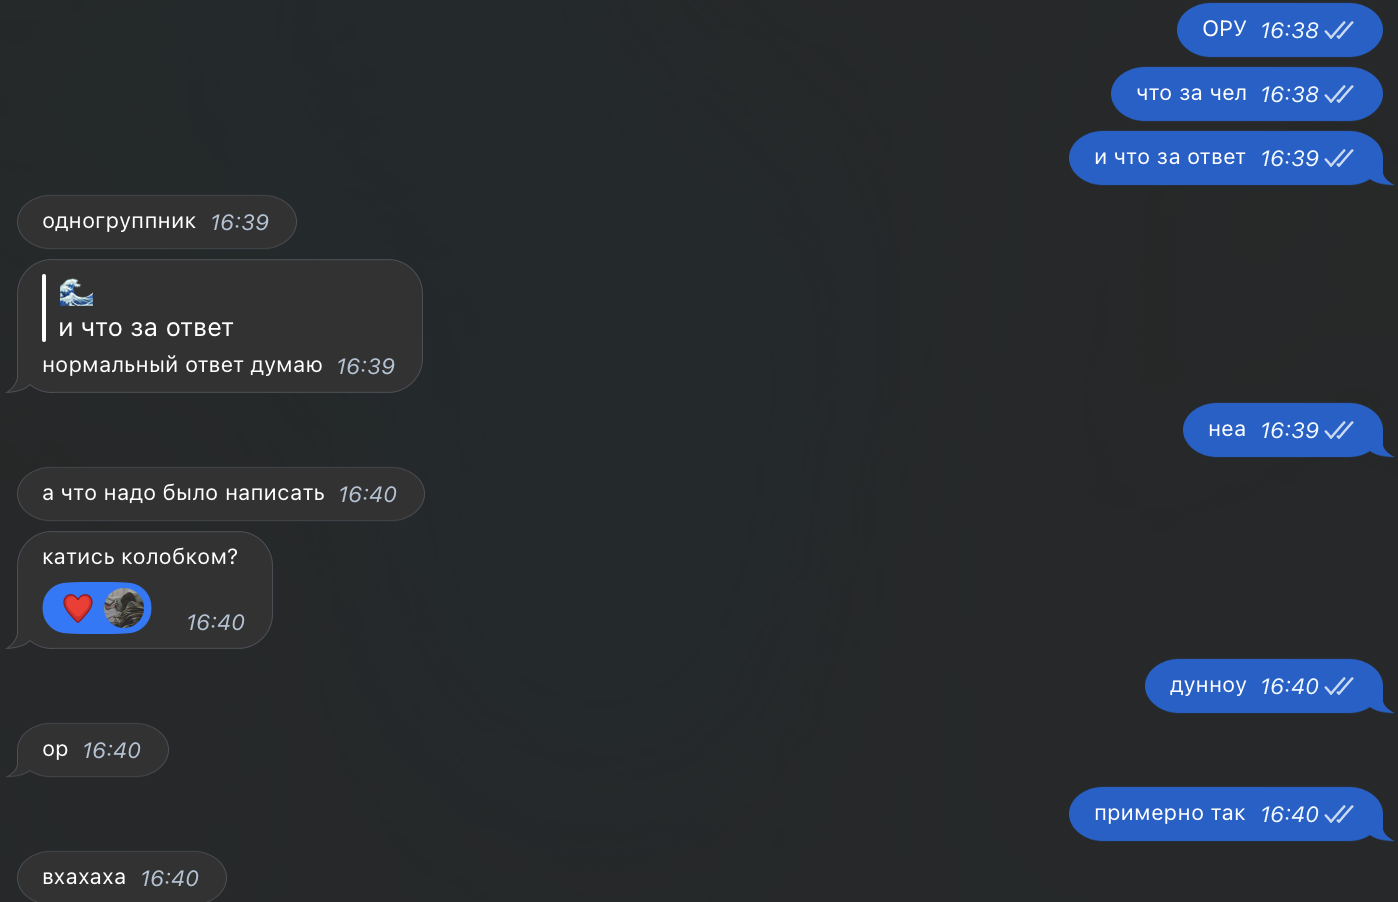 ОРУ 16:38
что за чел 16:38
и что за ответ 16:39
одногруппник 16:39
и что за ответ
нормальный ответ думаю 16:39
неа 16:39
а что надо было написать 16:40
катись колобком?
16:40
дунноу 16:40
ор 16:40
примерно так 16:40
вхахаха 16:40